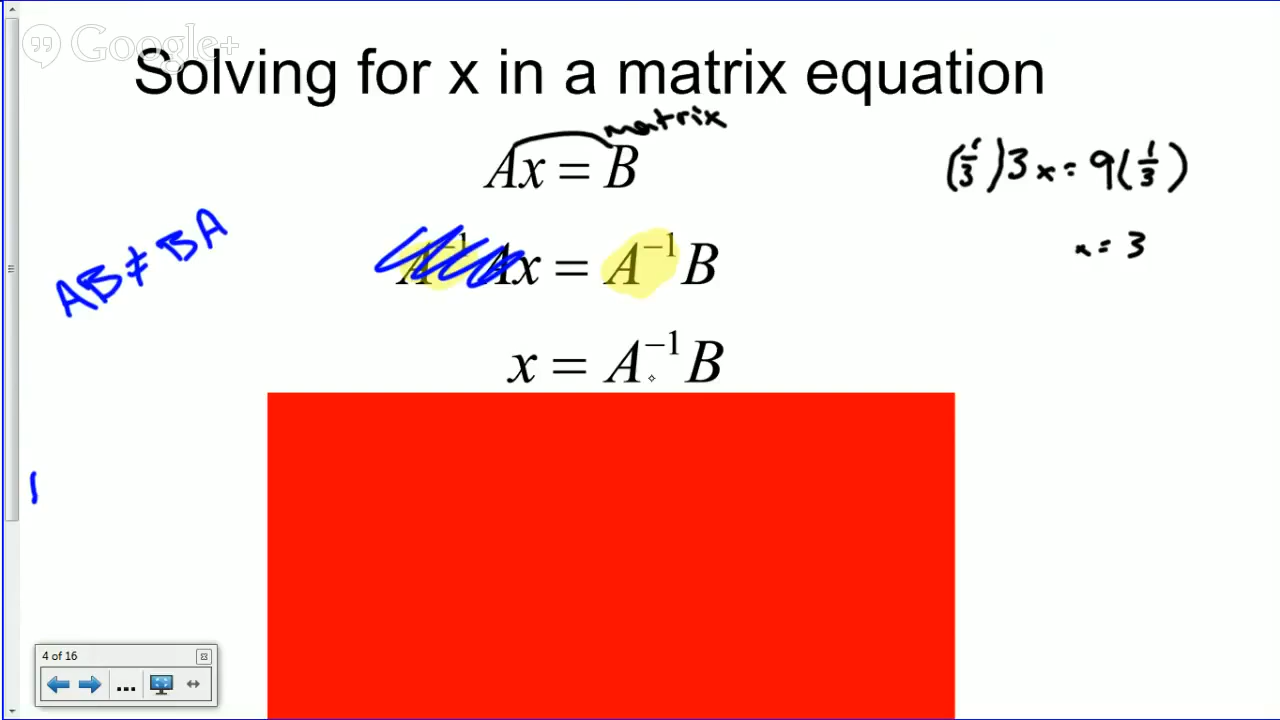 Google+
Solving for x in a matrix equation
matrix
Ax = B
(1/3)3x = 9(1/3)
AB ≠ BA
A⁻¹Ax = A⁻¹B
x = 3
x = A⁻¹B
4 of 16
...